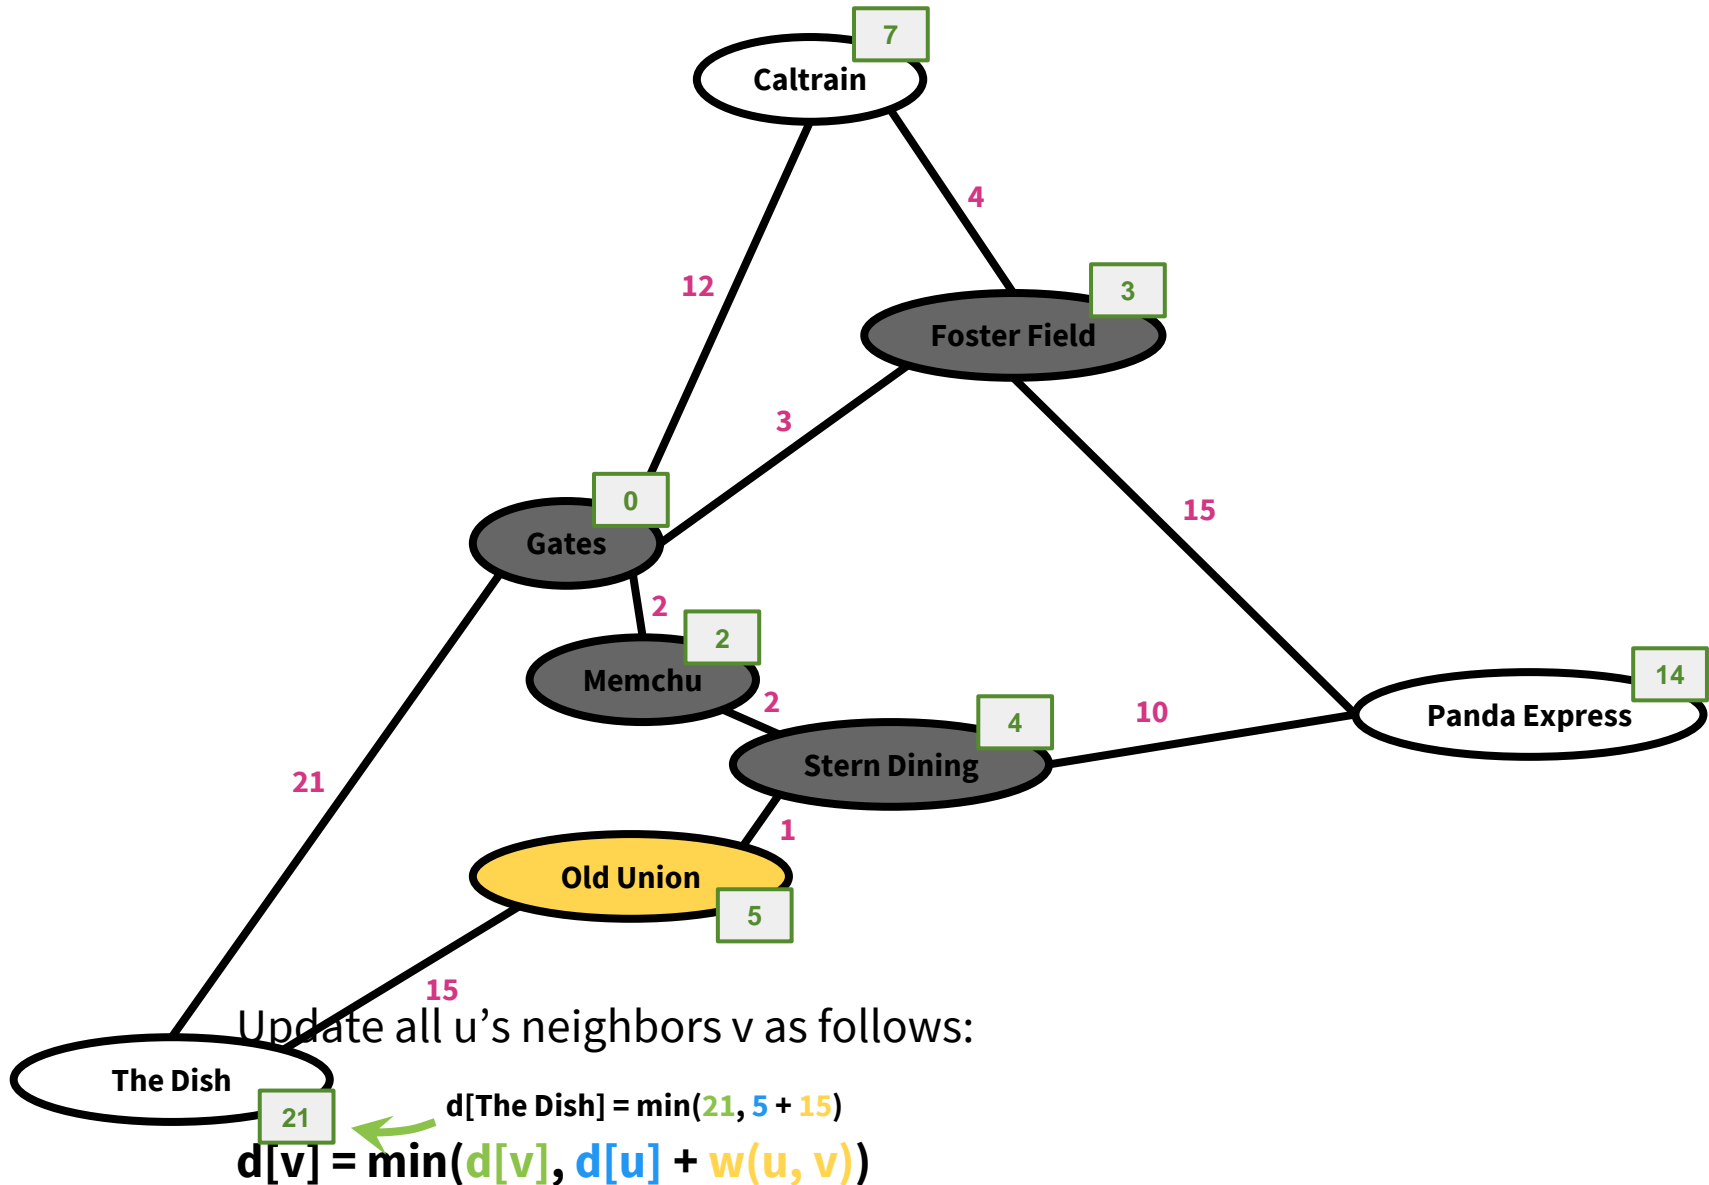 7
Caltrain
4
12
3
Foster Field
3
0
15
Gates
2
2
Memchu
14
2
4
10
Panda Express
Stern Dining
21
1
Old Union
5
15
Update all u’s neighbors v as follows:
The Dish
21
d[The Dish] = min(21, 5 + 15)
d[v] = min(d[v], d[u] + w(u, v))